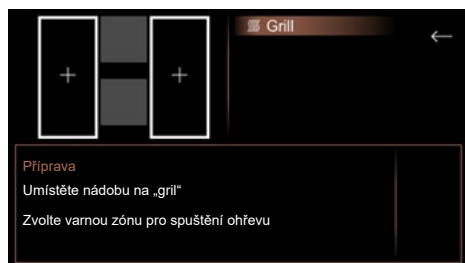 Grill
Příprava
Umístěte nádobu na „gril“
Zvolte varnou zónu pro spuštění ohřevu